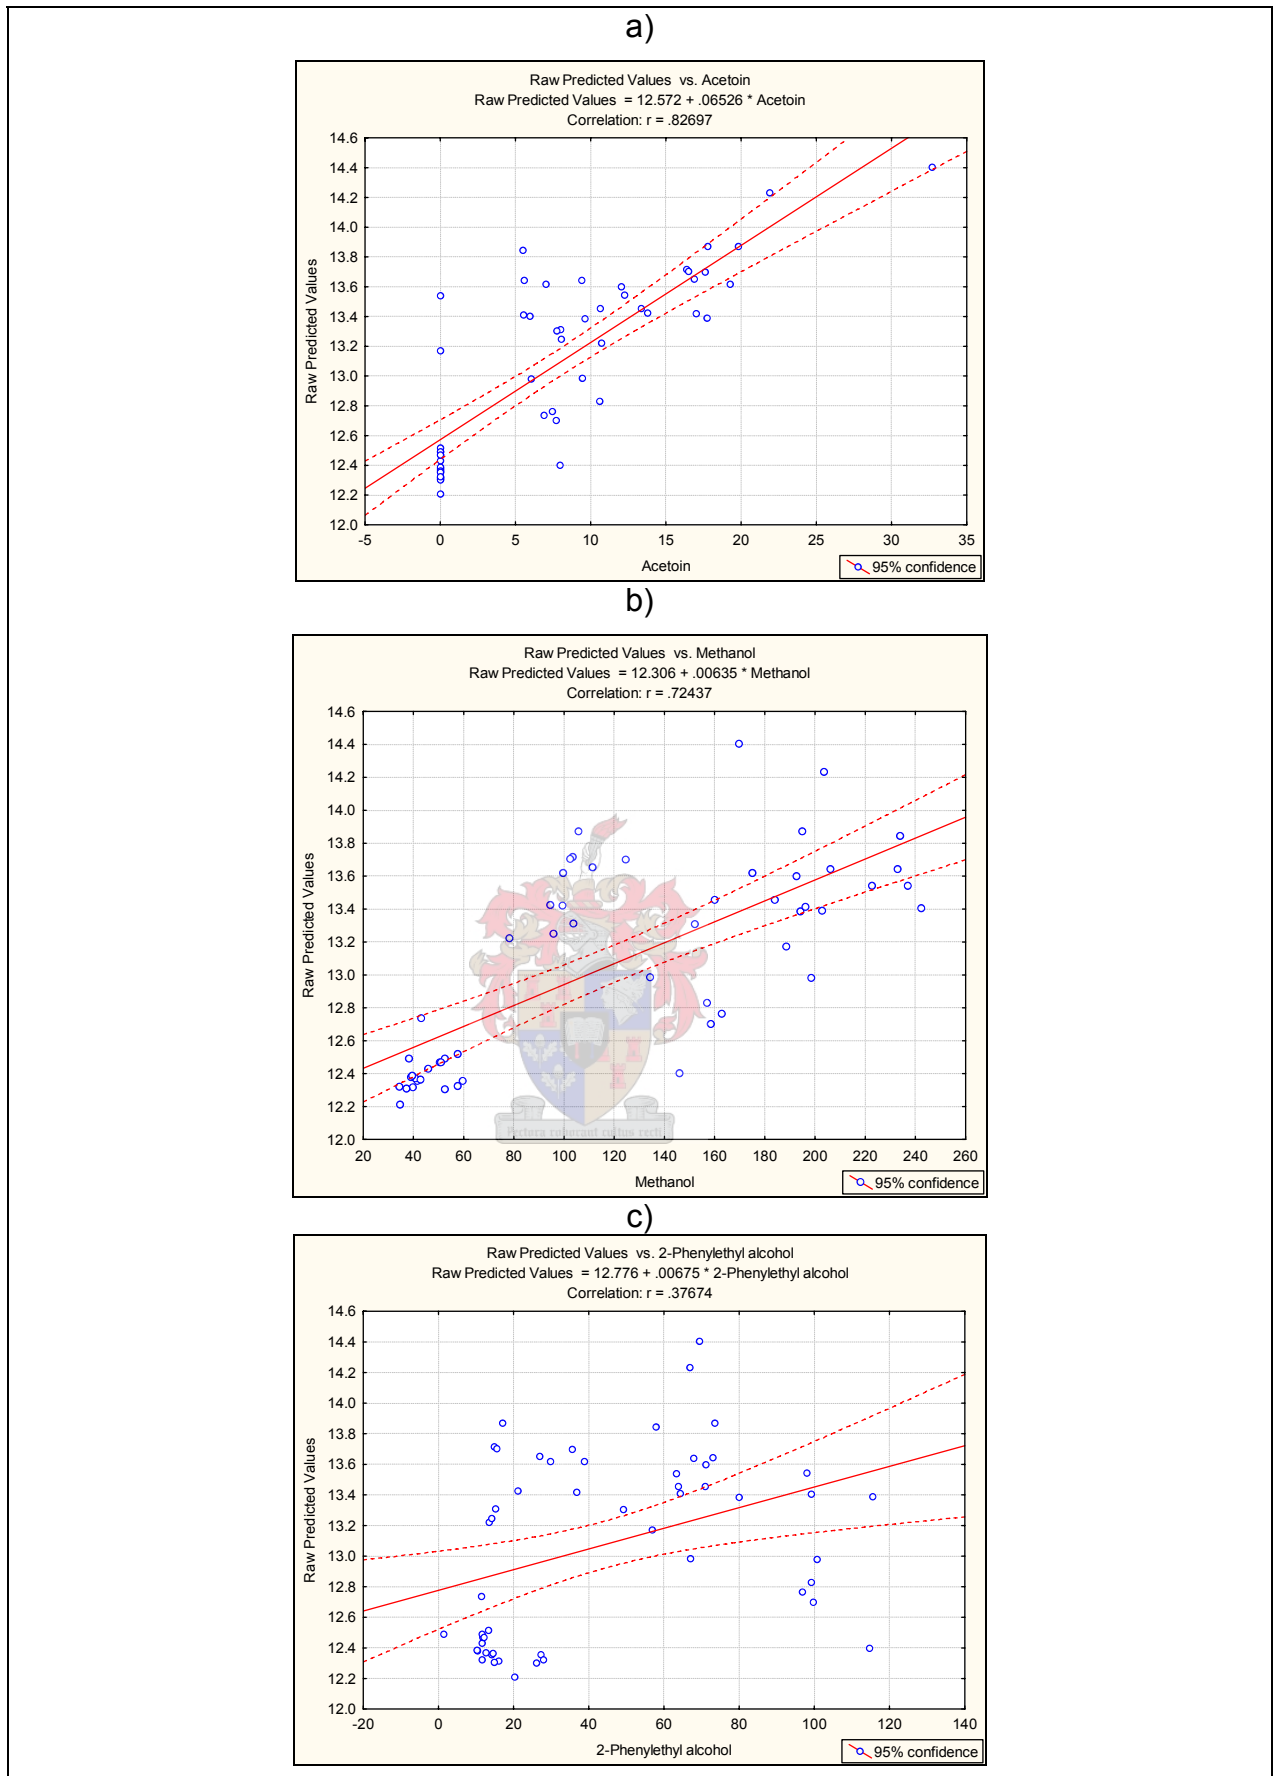 a)
Raw Predicted Values vs. Acetoin
Raw Predicted Values = 12.572 + .06526 * Acetoin
Correlation: r = .82697
14.6
14.4
14.2
14.0
13.8
13.6
13.4
13.2
13.0
12.8
12.6
12.4
12.2
12.0
Raw Predicted Values
-5 0 5 10 15 20 25 30 35
Acetoin
95% confidence
b)
Raw Predicted Values vs. Methanol
Raw Predicted Values = 12.306 + .00635 * Methanol
Correlation: r = .72437
14.6
14.4
14.2
14.0
13.8
13.6
13.4
13.2
13.0
12.8
12.6
12.4
12.2
12.0
Raw Predicted Values
Pectora roborant cultus recti
20 40 60 80 100 120 140 160 180 200 220 240 260
Methanol
95% confidence
c)
Raw Predicted Values vs. 2-Phenylethyl alcohol
Raw Predicted Values = 12.776 + .00675 * 2-Phenylethyl alcohol
Correlation: r = .37674
14.6
14.4
14.2
14.0
13.8
13.6
13.4
13.2
13.0
12.8
12.6
12.4
12.2
12.0
Raw Predicted Values
-20 0 20 40 60 80 100 120 140
2-Phenylethyl alcohol
95% confidence